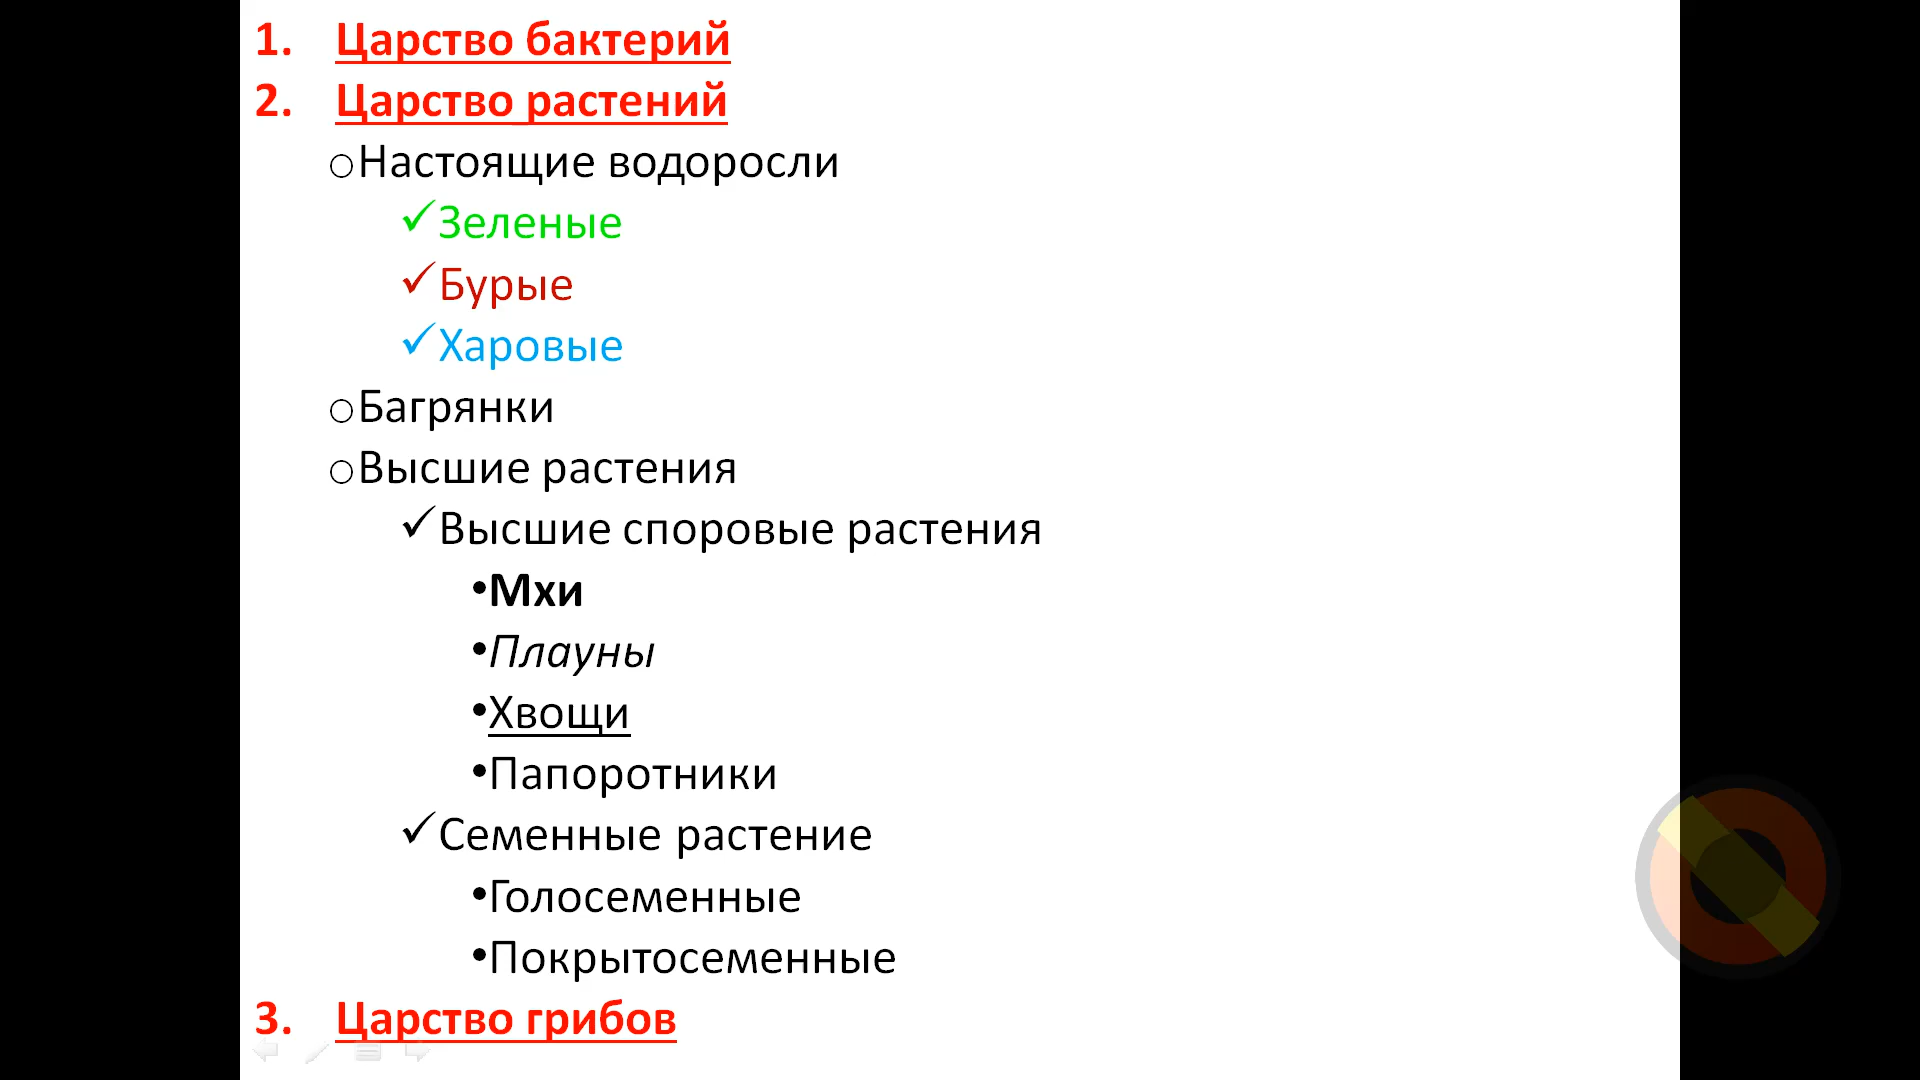 1. Царство бактерий
2. Царство растений
Настоящие водоросли
Зеленые
Бурые
Харовые
Багрянки
Высшие растения
Высшие споровые растения
Мхи
Плауны
Хвощи
Папоротники
Семенные растение
Голосеменные
Покрытосеменные
3. Царство грибов